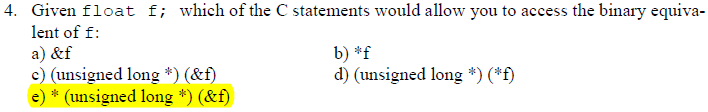 4. Given float f; which of the C statements would allow you to access the binary equiva-
lent of f:
a) &f b) *f
c) (unsigned long *) (&f) d) (unsigned long *) (*f)
e) * (unsigned long *) (&f)